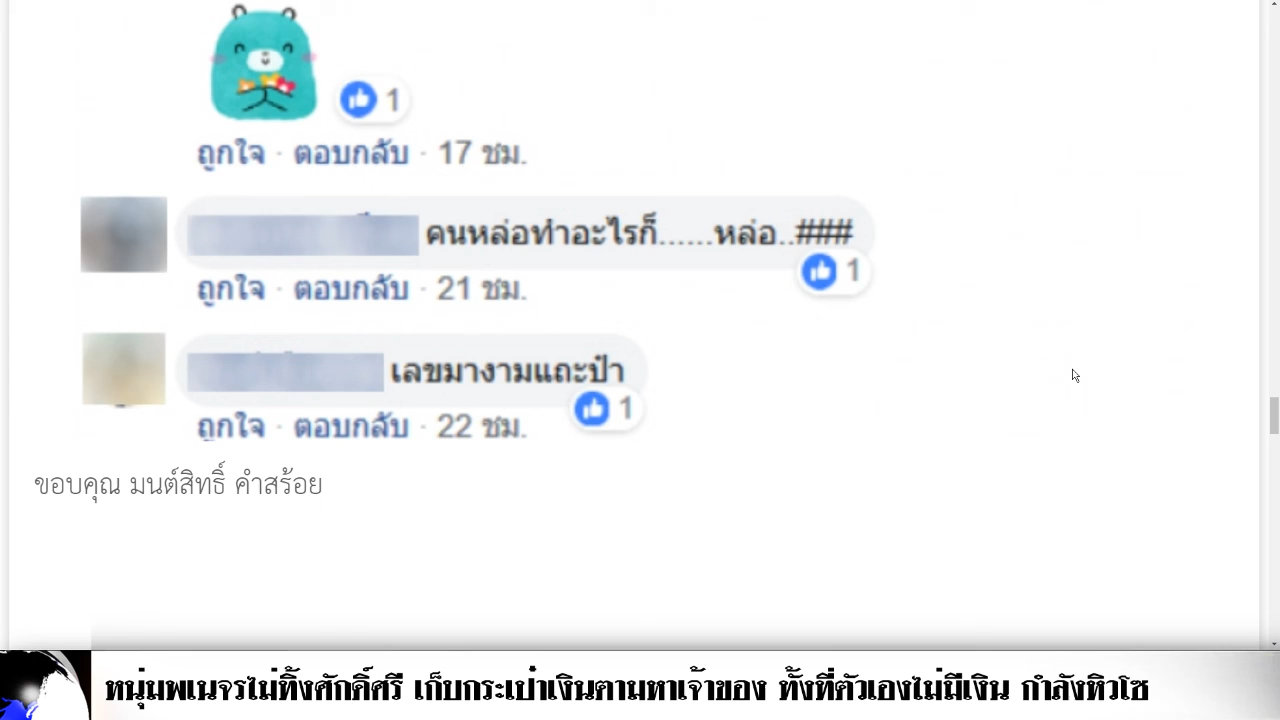 1
ถูกใจ · ตอบกลับ · 17 ชม.
คนหล่อทำอะไรก็......หล่อ..###
1
ถูกใจ · ตอบกลับ · 21 ชม.
เลขมางามแถะป๋า
1
ถูกใจ · ตอบกลับ · 22 ชม.
ขอบคุณ มนต์สิทธิ์ คำสร้อย
หนุ่มพเนจรไม่ทิ้งศักดิ์ศรี เก็บกระเป๋าเงินตามหาเจ้าของ ทั้งที่ตัวเองไม่มีเงิน กำลังหิวโซ